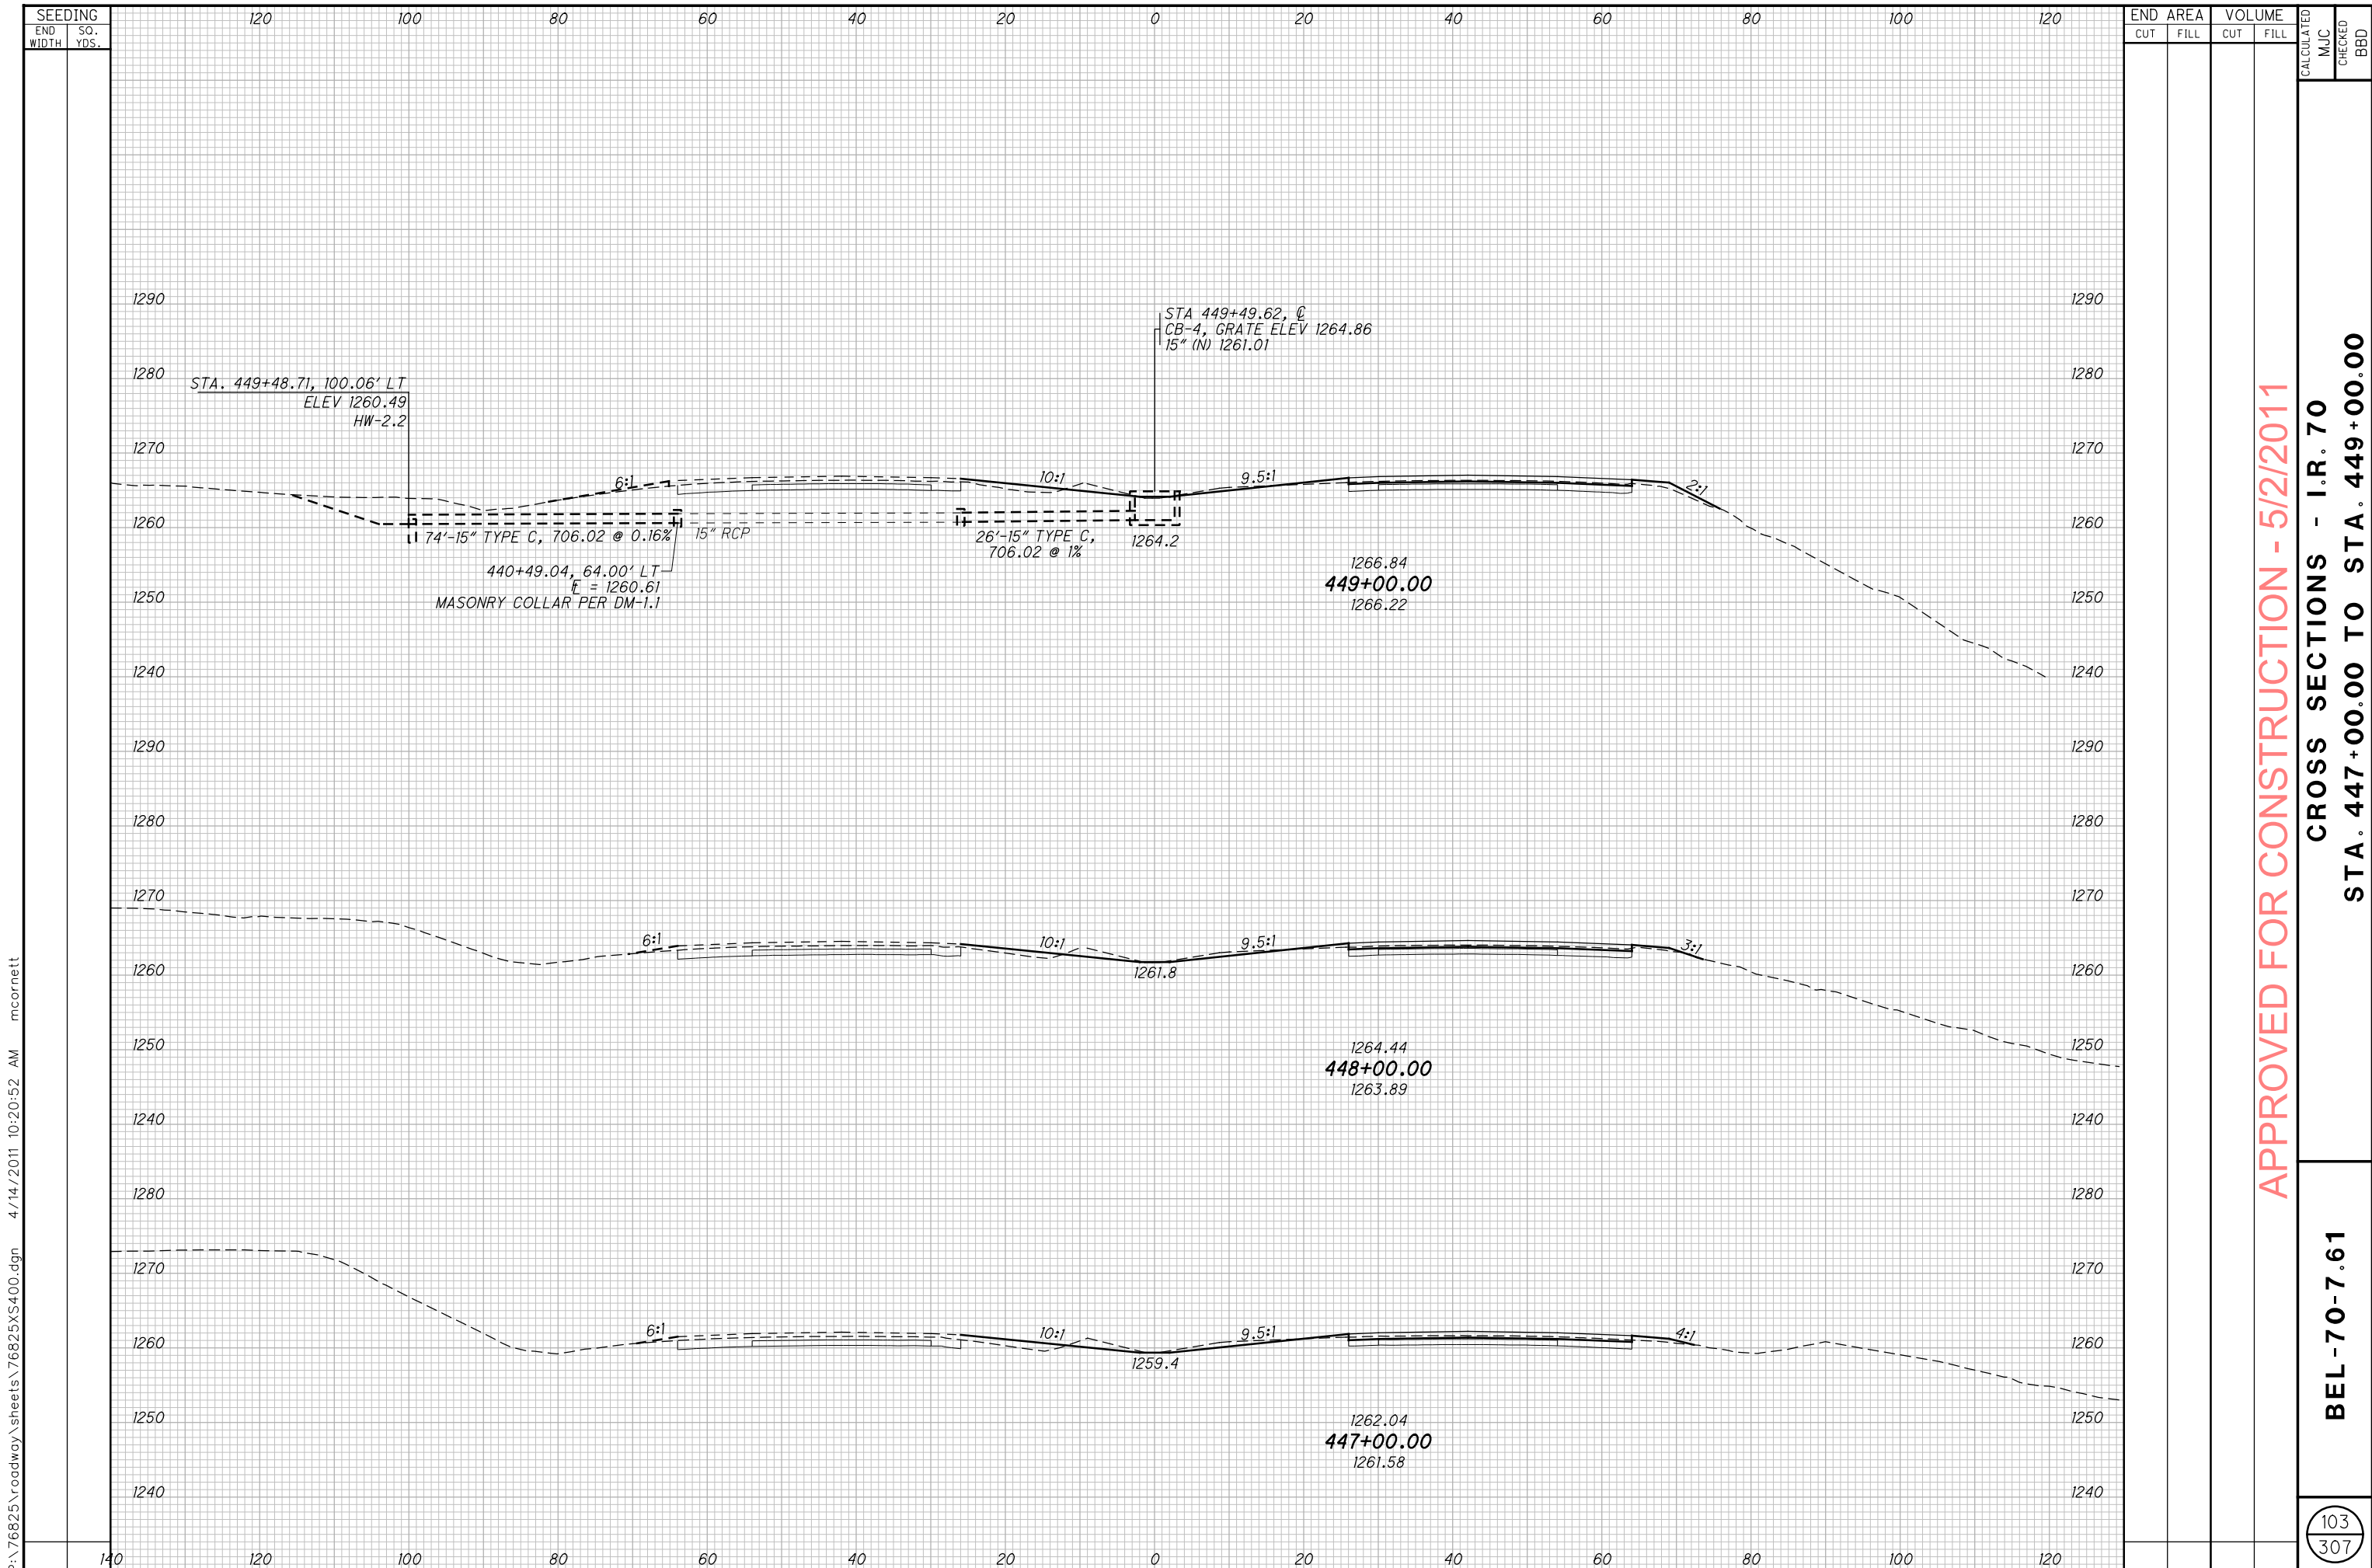 SEEDING
END WIDTH
SQ. YDS.
120 100 80 60 40 20 0 20 40 60 80 100 120
END AREA
VOLUME
CUT FILL CUT FILL
CALCULATED
MJC
CHECKED
BBD
1290 1290
STA 449+49.62, ℄
CB-4, GRATE ELEV 1264.86
15" (N) 1261.01
1280 1280
STA. 449+48.71, 100.06' LT
ELEV 1260.49
HW-2.2
1270 1270
6:1 10:1 9.5:1 2:1
1260 1260
74'-15" TYPE C, 706.02 @ 0.16%
15" RCP
26'-15" TYPE C,
706.02 @ 1%
1264.2
440+49.04, 64.00' LT
℄ = 1260.61
MASONRY COLLAR PER DM-1.1
1266.84
449+00.00
1266.22
1250 1250
1240 1240
1290 1290
1280 1280
1270 1270
6:1 10:1 9.5:1 3:1
1260 1260
1261.8
1250 1250
1264.44
448+00.00
1263.89
1240 1240
1280 1280
1270 1270
6:1 10:1 9.5:1 4:1
1260 1260
1259.4
1250 1250
1262.04
447+00.00
1261.58
1240 1240
140 120 100 80 60 40 20 0 20 40 60 80 100 120
APPROVED FOR CONSTRUCTION - 5/2/2011
CROSS SECTIONS - I.R. 70
STA. 447+00.00 TO STA. 449+00.00
BEL-70-7.61
103
307
P:\76825\roadway\sheets\76825XS400.dgn 4/14/2011 10:20:52 AM mcornett